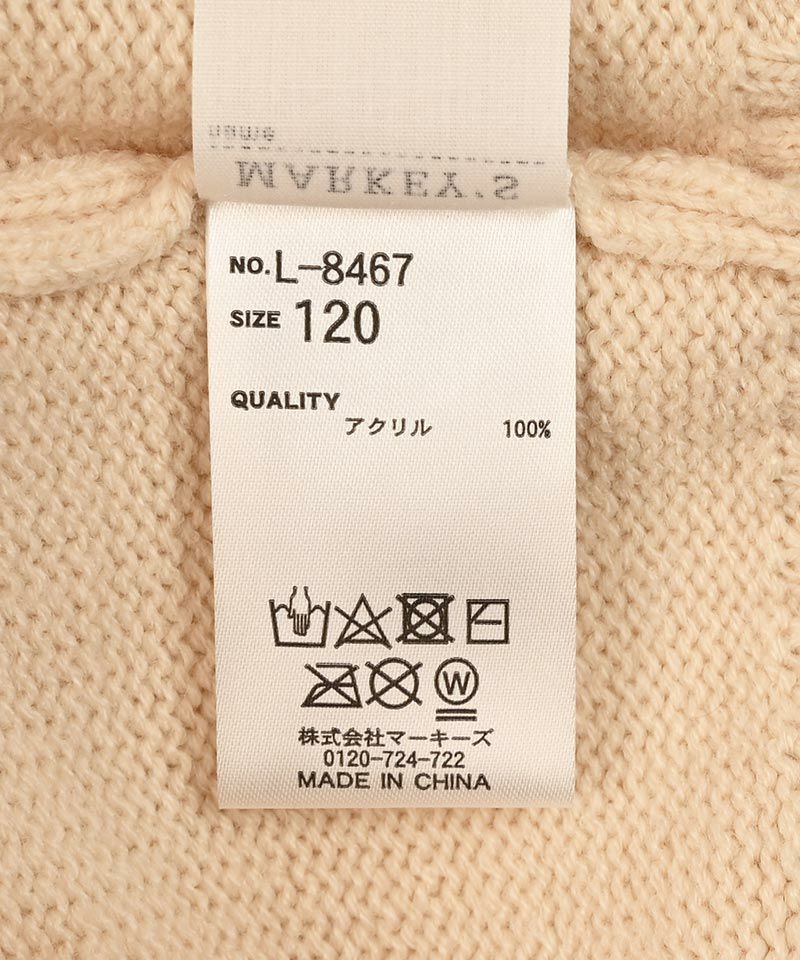 name
MARKEY'S
NO. L-8467
SIZE 120
QUALITY
アクリル 100%
W
株式会社マーキーズ
0120-724-722
MADE IN CHINA